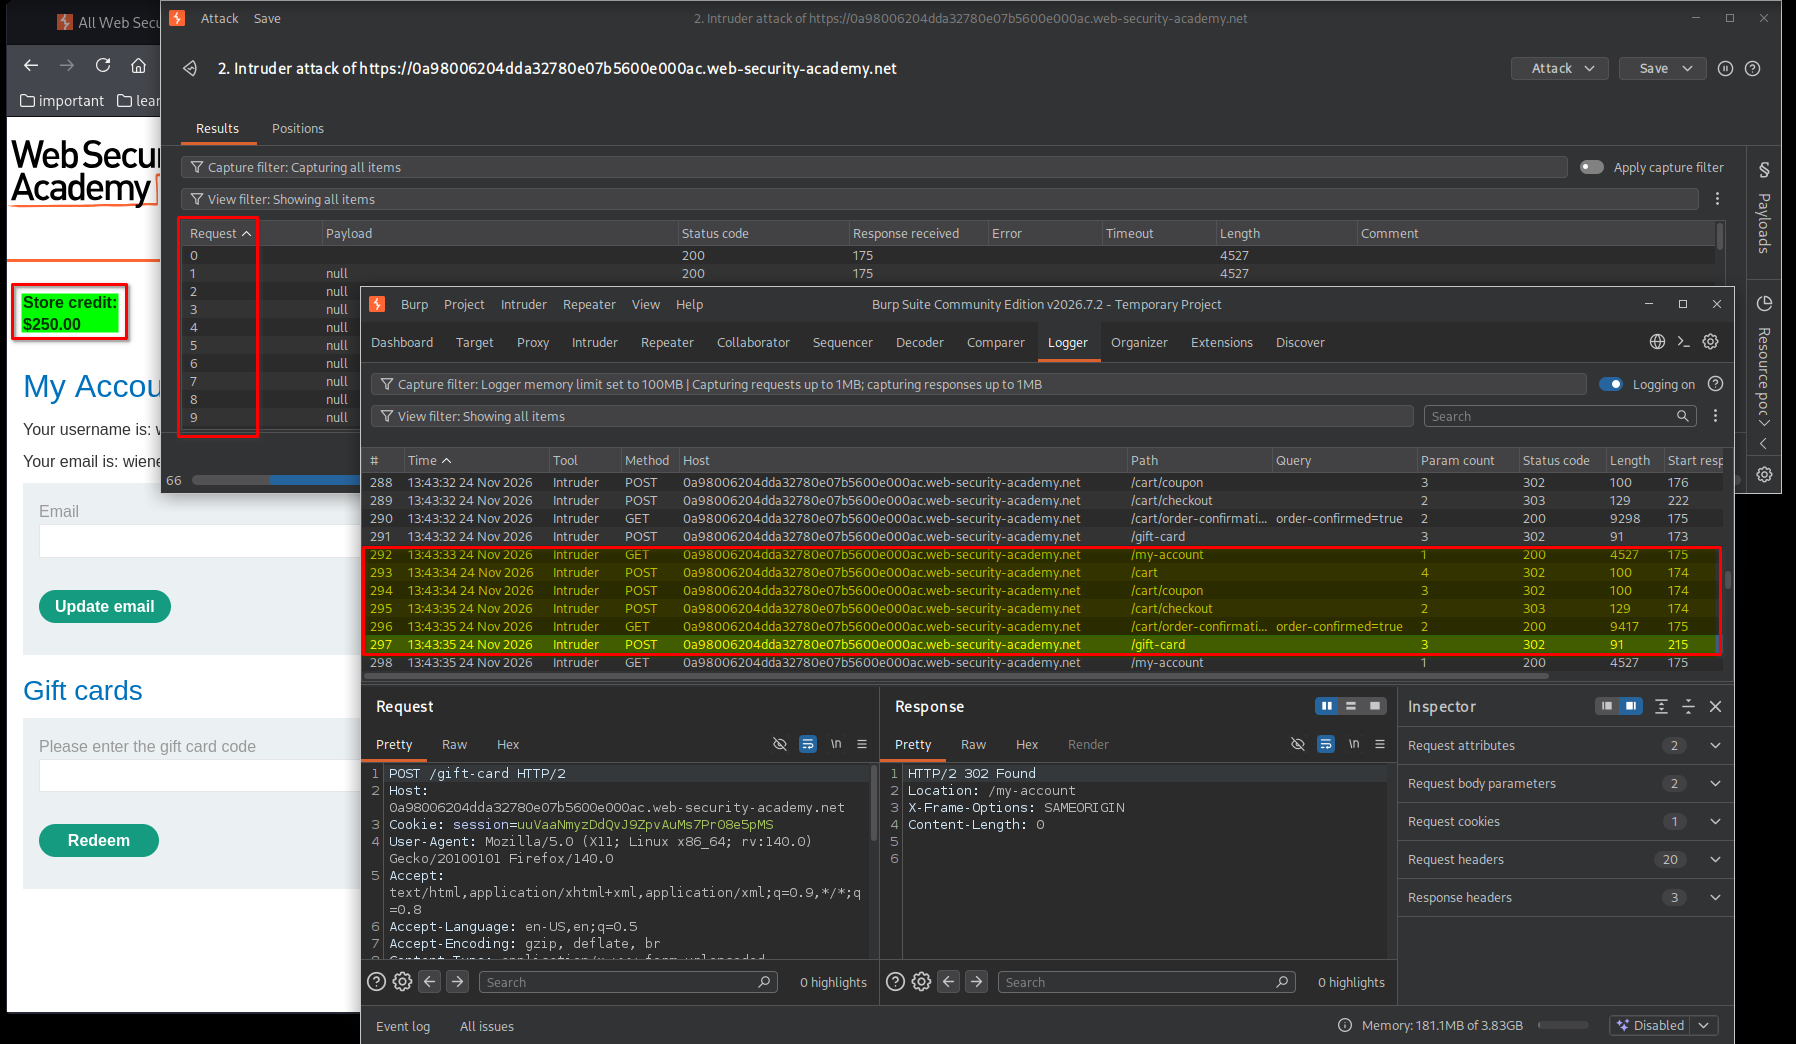 All Web Secu
important
lear
Web Secu
Academy
Store credit:
$250.00
My Accou
Your username is: w
Your email is: wiene
Email
Update email
Gift cards
Please enter the gift card code
Redeem
Attack Save 2. Intruder attack of https://0a98006204dda32780e07b5600e000ac.web-security-academy.net
2. Intruder attack of https://0a98006204dda32780e07b5600e000ac.web-security-academy.net Attack Save
Results Positions
Capture filter: Capturing all items Apply capture filter
View filter: Showing all items
Request Payload Status code Response received Error Timeout Length Comment
0 200 175 4527
1 null 200 175 4527
2 null
3 null
4 null
5 null
6 null
7 null
8 null
9 null
66
Payloads
Resource poo
Burp Project Intruder Repeater View Help Burp Suite Community Edition v2026.7.2 - Temporary Project
Dashboard Target Proxy Intruder Repeater Collaborator Sequencer Decoder Comparer Logger Organizer Extensions Discover
Capture filter: Logger memory limit set to 100MB | Capturing requests up to 1MB; capturing responses up to 1MB Logging on
View filter: Showing all items Search
# Time Tool Method Host Path Query Param count Status code Length Start resp
288 13:43:32 24 Nov 2026 Intruder POST 0a98006204dda32780e07b5600e000ac.web-security-academy.net /cart/coupon 3 302 100 176
289 13:43:32 24 Nov 2026 Intruder POST 0a98006204dda32780e07b5600e000ac.web-security-academy.net /cart/checkout 2 303 129 222
290 13:43:32 24 Nov 2026 Intruder GET 0a98006204dda32780e07b5600e000ac.web-security-academy.net /cart/order-confirmati... order-confirmed=true 2 200 9298 175
291 13:43:32 24 Nov 2026 Intruder POST 0a98006204dda32780e07b5600e000ac.web-security-academy.net /gift-card 3 302 91 173
292 13:43:33 24 Nov 2026 Intruder GET 0a98006204dda32780e07b5600e000ac.web-security-academy.net /my-account 1 200 4527 175
293 13:43:34 24 Nov 2026 Intruder POST 0a98006204dda32780e07b5600e000ac.web-security-academy.net /cart 4 302 100 174
294 13:43:34 24 Nov 2026 Intruder POST 0a98006204dda32780e07b5600e000ac.web-security-academy.net /cart/coupon 3 302 100 174
295 13:43:35 24 Nov 2026 Intruder POST 0a98006204dda32780e07b5600e000ac.web-security-academy.net /cart/checkout 2 303 129 174
296 13:43:35 24 Nov 2026 Intruder GET 0a98006204dda32780e07b5600e000ac.web-security-academy.net /cart/order-confirmati... order-confirmed=true 2 200 9417 175
297 13:43:35 24 Nov 2026 Intruder POST 0a98006204dda32780e07b5600e000ac.web-security-academy.net /gift-card 3 302 91 215
298 13:43:35 24 Nov 2026 Intruder GET 0a98006204dda32780e07b5600e000ac.web-security-academy.net /my-account 1 200 4527 175
Request
Pretty Raw Hex \n
1 POST /gift-card HTTP/2
2 Host:
0a98006204dda32780e07b5600e000ac.web-security-academy.net
3 Cookie: session=uuVaaNmyzDdQvJ9ZpvAuMs7Pr08e5pMS
4 User-Agent: Mozilla/5.0 (X11; Linux x86_64; rv:140.0)
Gecko/20100101 Firefox/140.0
5 Accept:
text/html,application/xhtml+xml,application/xml;q=0.9,*/*;q
=0.8
6 Accept-Language: en-US,en;q=0.5
7 Accept-Encoding: gzip, deflate, br
Search 0 highlights
Response
Pretty Raw Hex Render \n
1 HTTP/2 302 Found
2 Location: /my-account
3 X-Frame-Options: SAMEORIGIN
4 Content-Length: 0
5
6
Search 0 highlights
Inspector
Request attributes 2
Request body parameters 2
Request cookies 1
Request headers 20
Response headers 3
Event log All issues Memory: 181.1MB of 3.83GB Disabled